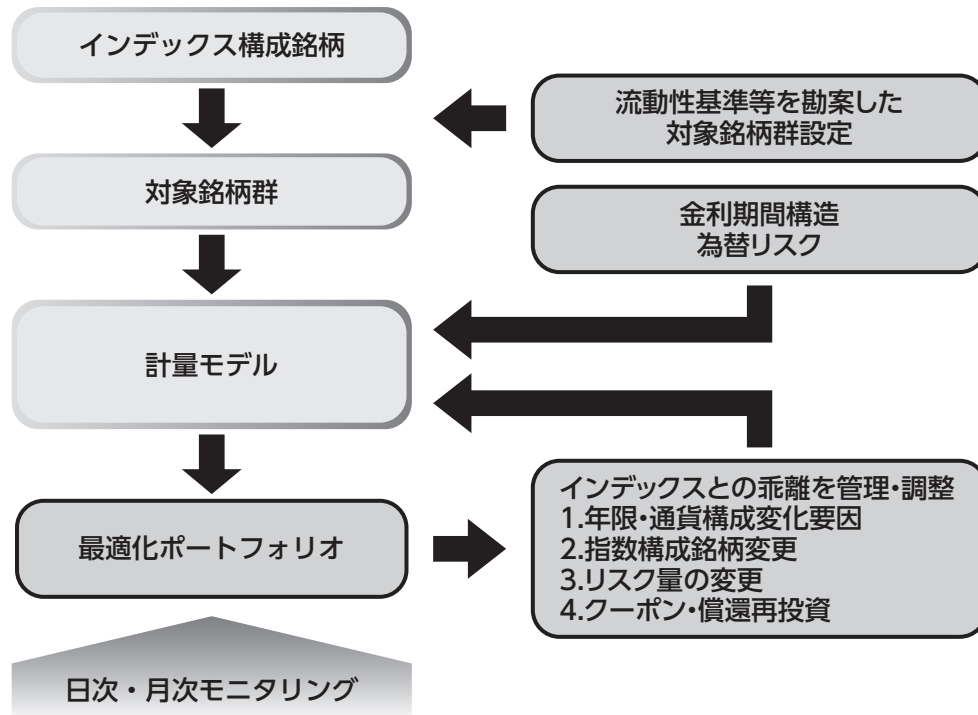 インデックス構成銘柄
流動性基準等を勘案した
対象銘柄群設定
対象銘柄群
金利期間構造
為替リスク
計量モデル
最適化ポートフォリオ
インデックスとの乖離を管理・調整
1.年限・通貨構成変化要因
2.指数構成銘柄変更
3.リスク量の変更
4.クーポン・償還再投資
日次・月次モニタリング